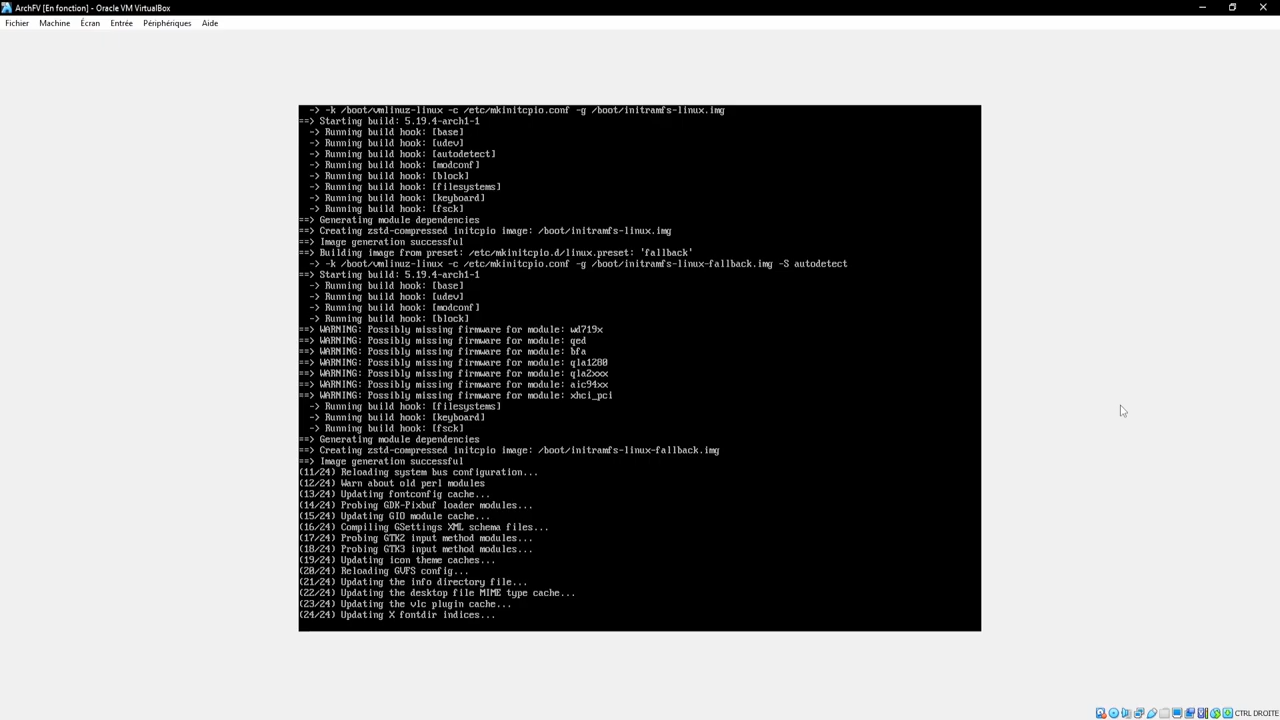 ArchFV [En fonction] - Oracle VM VirtualBox
Fichier Machine Écran Entrée Périphériques Aide
-> -k /boot/vmlinuz-linux -c /etc/mkinitcpio.conf -g /boot/initramfs-linux.img
==> Starting build: 5.19.4-arch1-1
-> Running build hook: [base]
-> Running build hook: [udev]
-> Running build hook: [autodetect]
-> Running build hook: [modconf]
-> Running build hook: [block]
-> Running build hook: [filesystems]
-> Running build hook: [keyboard]
-> Running build hook: [fsck]
==> Generating module dependencies
==> Creating zstd-compressed initcpio image: /boot/initramfs-linux.img
==> Image generation successful
==> Building image from preset: /etc/mkinitcpio.d/linux.preset: 'fallback'
-> -k /boot/vmlinuz-linux -c /etc/mkinitcpio.conf -g /boot/initramfs-linux-fallback.img -S autodetect
==> Starting build: 5.19.4-arch1-1
-> Running build hook: [base]
-> Running build hook: [udev]
-> Running build hook: [modconf]
-> Running build hook: [block]
==> WARNING: Possibly missing firmware for module: wd719x
==> WARNING: Possibly missing firmware for module: qed
==> WARNING: Possibly missing firmware for module: bfa
==> WARNING: Possibly missing firmware for module: qla1280
==> WARNING: Possibly missing firmware for module: qla2xxx
==> WARNING: Possibly missing firmware for module: aic94xx
==> WARNING: Possibly missing firmware for module: xhci_pci
-> Running build hook: [filesystems]
-> Running build hook: [keyboard]
-> Running build hook: [fsck]
==> Generating module dependencies
==> Creating zstd-compressed initcpio image: /boot/initramfs-linux-fallback.img
==> Image generation successful
(11/24) Reloading system bus configuration...
(12/24) Warn about old perl modules
(13/24) Updating fontconfig cache...
(14/24) Probing GDK-Pixbuf loader modules...
(15/24) Updating GIO module cache...
(16/24) Compiling GSettings XML schema files...
(17/24) Probing GTK2 input method modules...
(18/24) Probing GTK3 input method modules...
(19/24) Updating icon theme caches...
(20/24) Reloading GVFS config...
(21/24) Updating the info directory file...
(22/24) Updating the desktop file MIME type cache...
(23/24) Updating the vlc plugin cache...
(24/24) Updating X fontdir indices...
CTRL DROITE